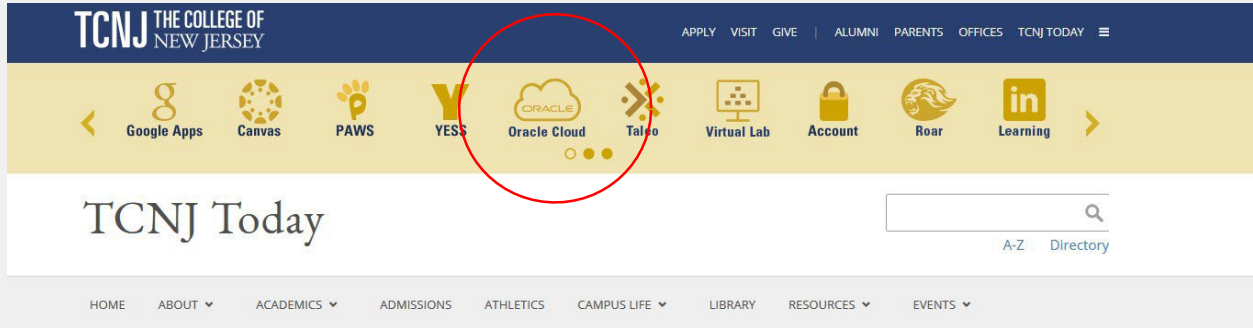 TCNJ THE COLLEGE OF
NEW JERSEY
APPLY VISIT GIVE | ALUMNI PARENTS OFFICES TCNJ TODAY
g Y ORACLE in
Google Apps Canvas PAWS YESS Oracle Cloud Taleo Virtual Lab Account Roar Learning
TCNJ Today
A-Z Directory
HOME ABOUT ACADEMICS ADMISSIONS ATHLETICS CAMPUS LIFE LIBRARY RESOURCES EVENTS